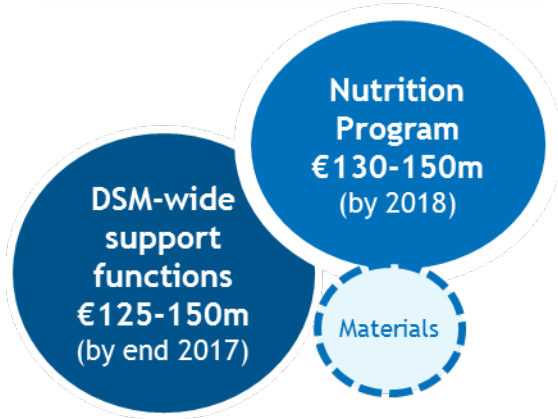 Nutrition
Program
€130-150m
(by 2018)
DSM-wide
support
functions
€125-150m
(by end 2017)
Materials